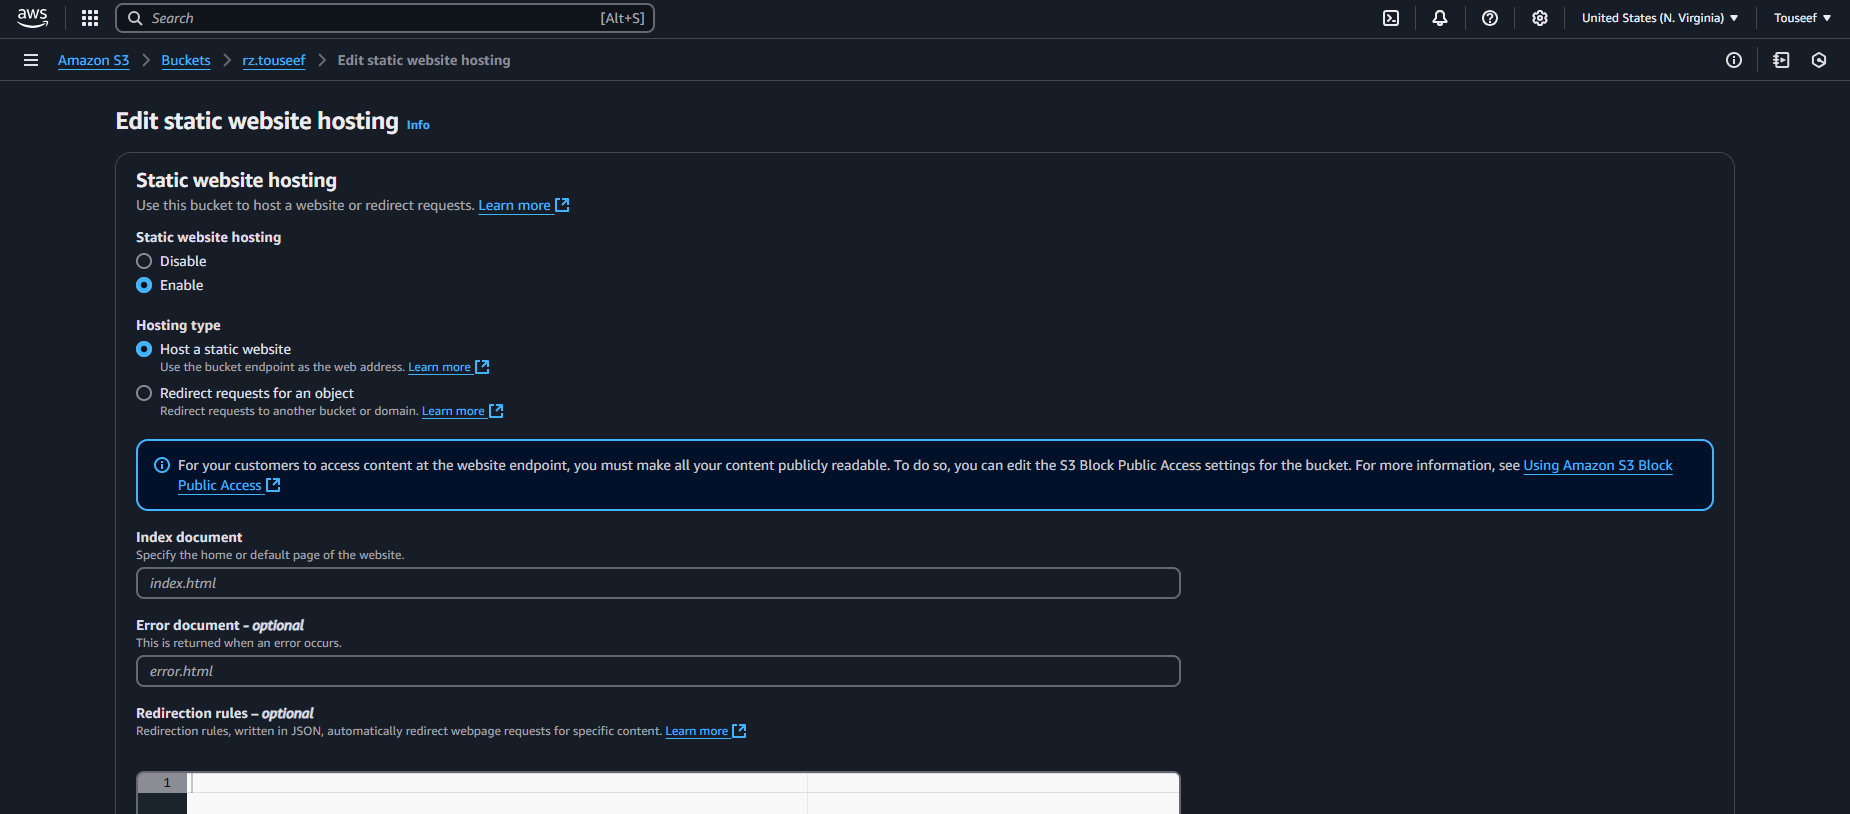 aws
Search [Alt+S]
United States (N. Virginia) Touseef
Amazon S3 Buckets rz.touseef Edit static website hosting
Edit static website hosting Info
Static website hosting
Use this bucket to host a website or redirect requests. Learn more
Static website hosting
Disable
Enable
Hosting type
Host a static website
Use the bucket endpoint as the web address. Learn more
Redirect requests for an object
Redirect requests to another bucket or domain. Learn more
For your customers to access content at the website endpoint, you must make all your content publicly readable. To do so, you can edit the S3 Block Public Access settings for the bucket. For more information, see Using Amazon S3 Block
Public Access
Index document
Specify the home or default page of the website.
index.html
Error document - optional
This is returned when an error occurs.
error.html
Redirection rules – optional
Redirection rules, written in JSON, automatically redirect webpage requests for specific content. Learn more
1